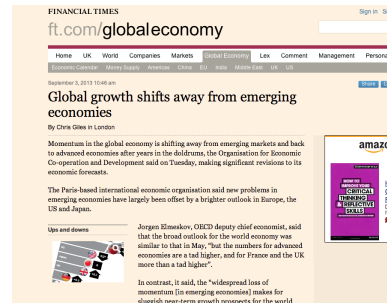 FINANCIAL TIMES
Sign in
ft.com/globaleconomy
Home UK World Companies Markets Global Economy Lex Comment Management Persona
Economic Calendar Money Supply Americas China EU India Middle East UK US
September 3, 2013 10:46 am
Share
Global growth shifts away from emerging
economies
By Chris Giles in London
Momentum in the global economy is shifting away from emerging markets and back
to advanced economies after years in the doldrums, the Organisation for Economic
Co-operation and Development said on Tuesday, making significant revisions to its
economic forecasts.
The Paris-based international economic organisation said new problems in
emerging economies have largely been offset by a brighter outlook in Europe, the
US and Japan.
amazo
HOW TO
IMPROVE YOUR
CRITICAL
THINKING
& REFLECTIVE
SKILLS
Ups and downs
Jorgen Elmeskov, OECD deputy chief economist, said
that the broad outlook for the world economy was
similar to that in May, "but the numbers for advanced
economies are a tad higher, and for France and the UK
more than a tad higher".
In contrast, it said, the "widespread loss of
momentum [in emerging economies] makes for
sluggish near-term growth prospects for the world